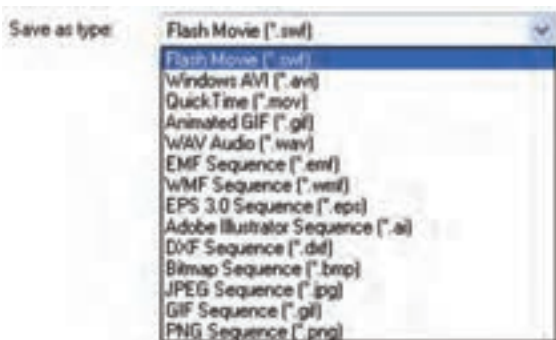 Save as type: Flash Movie (*.swf)
Flash Movie (*.swf)
Windows AVI (*.avi)
QuickTime (*.mov)
Animated GIF (*.gif)
WAV Audio (*.wav)
EMF Sequence (*.emf)
WMF Sequence (*.wmf)
EPS 3.0 Sequence (*.eps)
Adobe Illustrator Sequence (*.ai)
DXF Sequence (*.dxf)
Bitmap Sequence (*.bmp)
JPEG Sequence (*.jpg)
GIF Sequence (*.gif)
PNG Sequence (*.png)